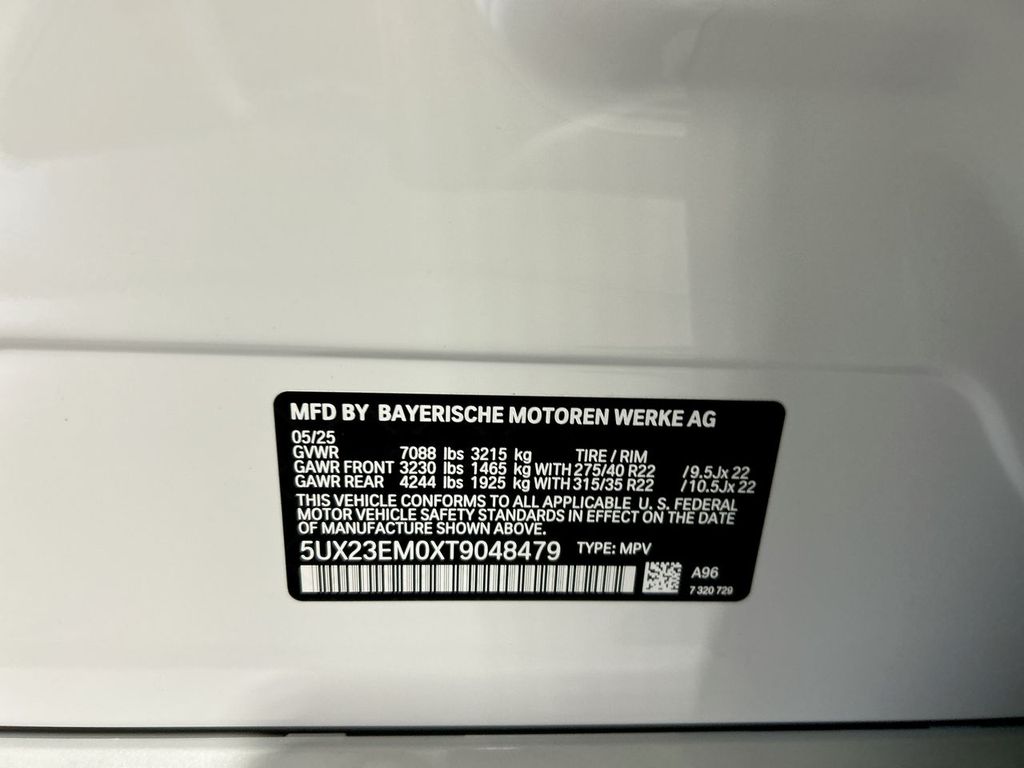 MFD BY BAYERISCHE MOTOREN WERKE AG
05/25
GVWR 7088 lbs 3215 kg TIRE / RIM
GAWR FRONT 3230 lbs 1465 kg WITH 275/40 R22 /9.5Jx 22
GAWR REAR 4244 lbs 1925 kg WITH 315/35 R22 /10.5Jx 22
THIS VEHICLE CONFORMS TO ALL APPLICABLE U. S. FEDERAL
MOTOR VEHICLE SAFETY STANDARDS IN EFFECT ON THE DATE
OF MANUFACTURE SHOWN ABOVE.
5UX23EM0XT9048479 TYPE: MPV
A96
7 320 729